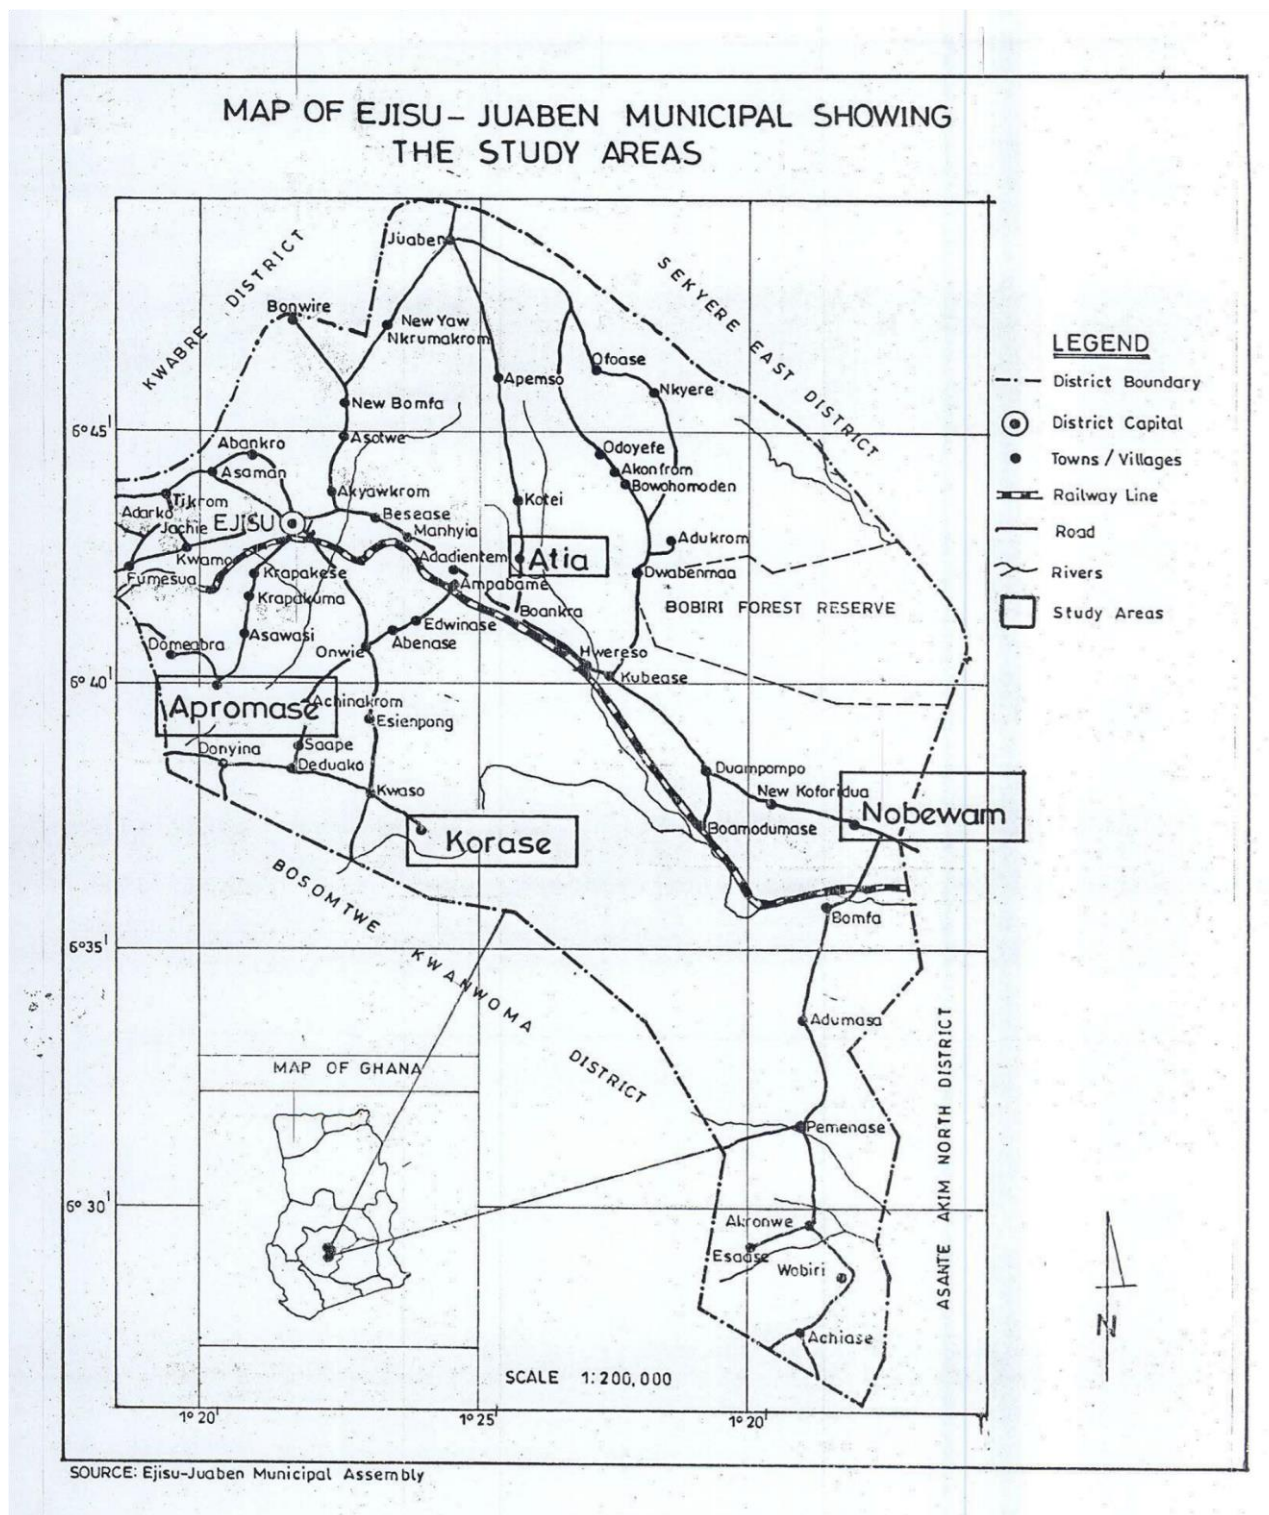 MAP OF EJISU – JUABEN MUNICIPAL SHOWING
THE STUDY AREAS
KWABRE DISTRICT
SEKYERE EAST DISTRICT
Juaben
Bonwire
New Yaw
Nkrumakrom
Ofoase
Apemso
Nkyere
New Bomfa
6°45'
Asotwe
Abankro
Odoyefe
Asaman
Akonfrom
Bowohomoden
Akyawkrom
Tikrom
Kotei
Adarko
Jachie
EJISU
Besease
Manhyia
Adukrom
Kwamo
Adadientem
Atia
Fumesua
Krapakese
Ampabame
Dwabenmaa
Krapakuma
Boankra
BOBIRI FOREST RESERVE
Edwinase
Domeabra
Asawasi
Onwie
Abenase
Hwereso
Kubease
6°40'
Apromase
Achinakrom
Esienpong
Donyina
Saape
Deduako
Duampompo
Kwaso
New Koforidua
Nobewam
Boamodumase
Korase
BOSOMTWE KWANWOMA DISTRICT
Bomfa
6°35'
Adumasa
MAP OF GHANA
ASANTE AKIM NORTH DISTRICT
Pemenase
6°30'
Akronwe
Esaase
Wobiri
Achiase
SCALE 1:200,000
1°20'
1°25'
1°20'
LEGEND
District Boundary
District Capital
Towns / Villages
Railway Line
Road
Rivers
Study Areas
N
SOURCE: Ejisu-Juaben Municipal Assembly